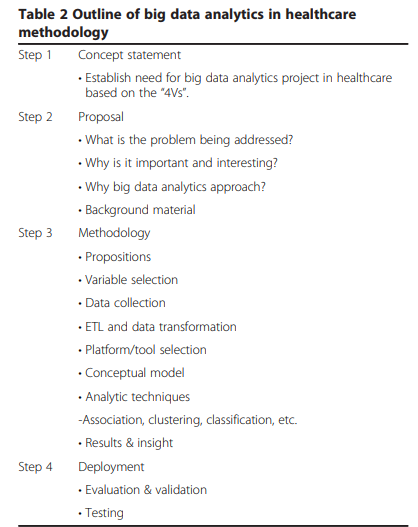 Table 2 Outline of big data analytics in healthcare
methodology
Step 1 Concept statement
• Establish need for big data analytics project in healthcare
based on the “4Vs”.
Step 2 Proposal
• What is the problem being addressed?
• Why is it important and interesting?
• Why big data analytics approach?
• Background material
Step 3 Methodology
• Propositions
• Variable selection
• Data collection
• ETL and data transformation
• Platform/tool selection
• Conceptual model
• Analytic techniques
-Association, clustering, classification, etc.
• Results & insight
Step 4 Deployment
• Evaluation & validation
• Testing